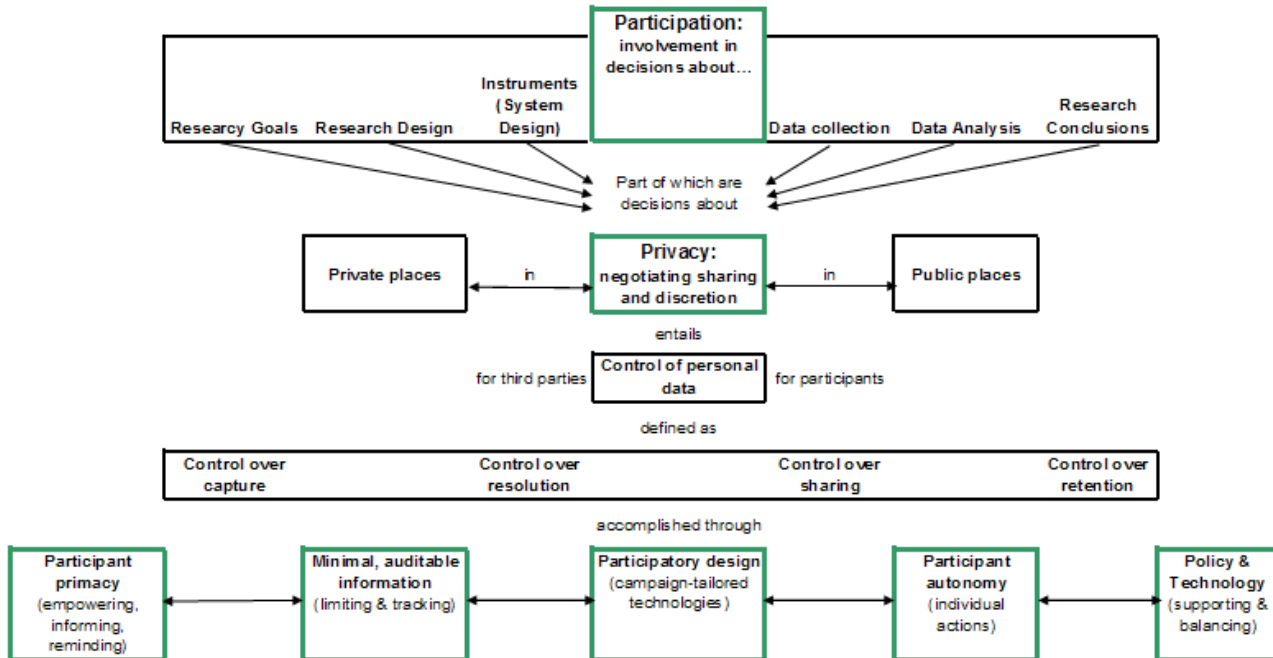 Participation:
involvement in
decisions about...
Researcy Goals
Research Design
Instruments
(System
Design)
Data collection
Data Analysis
Research
Conclusions
Part of which are
decisions about
Private places
in
Privacy:
negotiating sharing
and discretion
in
Public places
entails
for third parties
Control of personal
data
for participants
defined as
Control over
capture
Control over
resolution
Control over
sharing
Control over
retention
accomplished through
Participant
primacy
(empowering,
informing,
reminding)
Minimal, auditable
information
(limiting & tracking)
Participatory design
(campaign-tailored
technologies)
Participant
autonomy
(individual
actions)
Policy &
Technology
(supporting &
balancing)